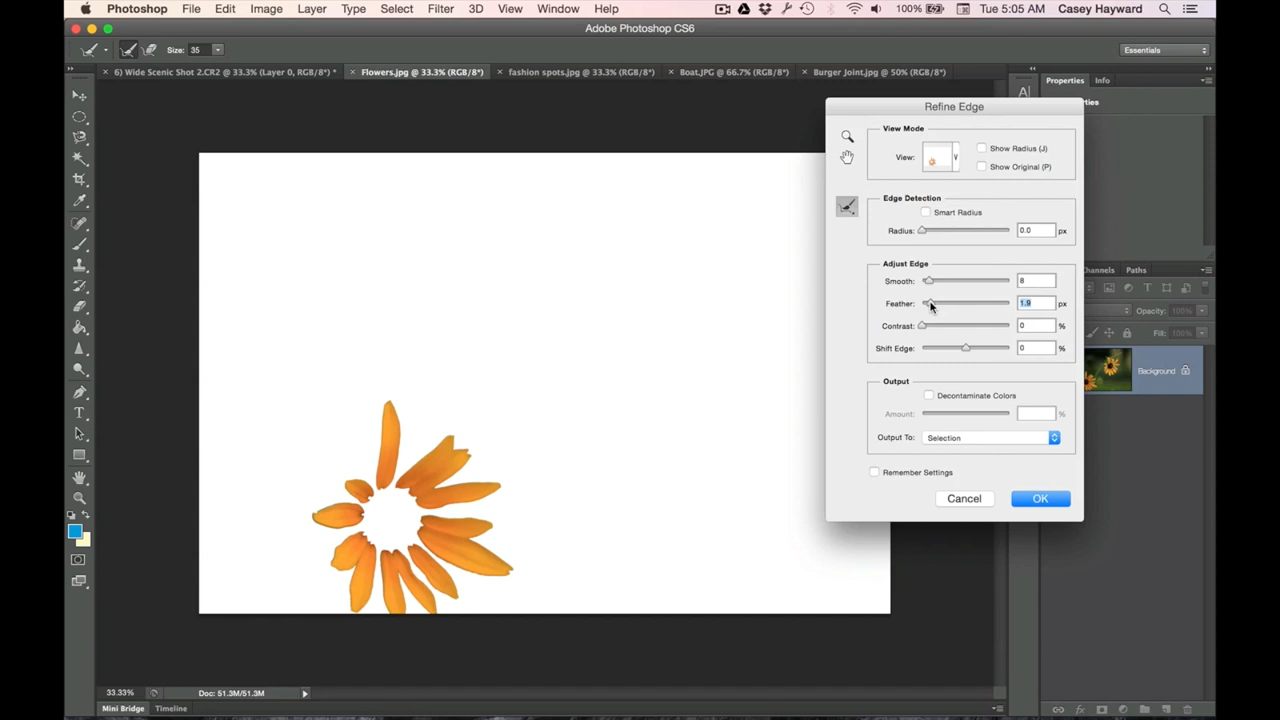 Photoshop File Edit Image Layer Type Select Filter 3D View Window Help 100% Tue 5:05 AM Casey Hayward
Adobe Photoshop CS6
Size: 35 Essentials
× 6) Wide Scenic Shot 2.CR2 @ 33.3% (Layer 0, RGB/8*) * × Flowers.jpg @ 33.3% (RGB/8*) × fashion spots.jpg @ 33.3% (RGB/8*) × Boat.JPG @ 66.7% (RGB/8*) × Burger Joint.jpg @ 50% (RGB/8*)
Properties Info
Refine Edge
View Mode
View: Show Radius (J)
Show Original (P)
Edge Detection
Smart Radius
Radius: 0.0 px
Adjust Edge
Smooth: 8
Feather: 1.9 px
Contrast: 0 %
Shift Edge: 0 %
Output
Decontaminate Colors
Amount: %
Output To: Selection
Remember Settings
Cancel OK
Paths
Opacity: 100%
Fill: 100%
Background
33.33% Doc: 51.3M/51.3M
Mini Bridge Timeline